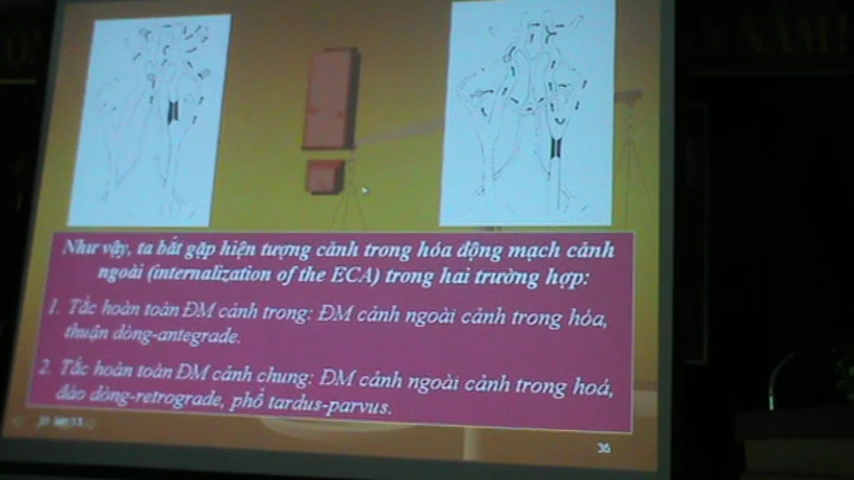 Như vậy, ta bắt gặp hiện tượng cảnh trong hóa động mạch cảnh
ngoài (internalization of the ECA) trong hai trường hợp:
1. Tắc hoàn toàn ĐM cảnh trong: ĐM cảnh ngoài cảnh trong hóa,
thuận dòng-antegrade.
2. Tắc hoàn toàn ĐM cảnh chung: ĐM cảnh ngoài cảnh trong hoá,
đảo dòng-retrograde, phổ tardus-parvus.
36